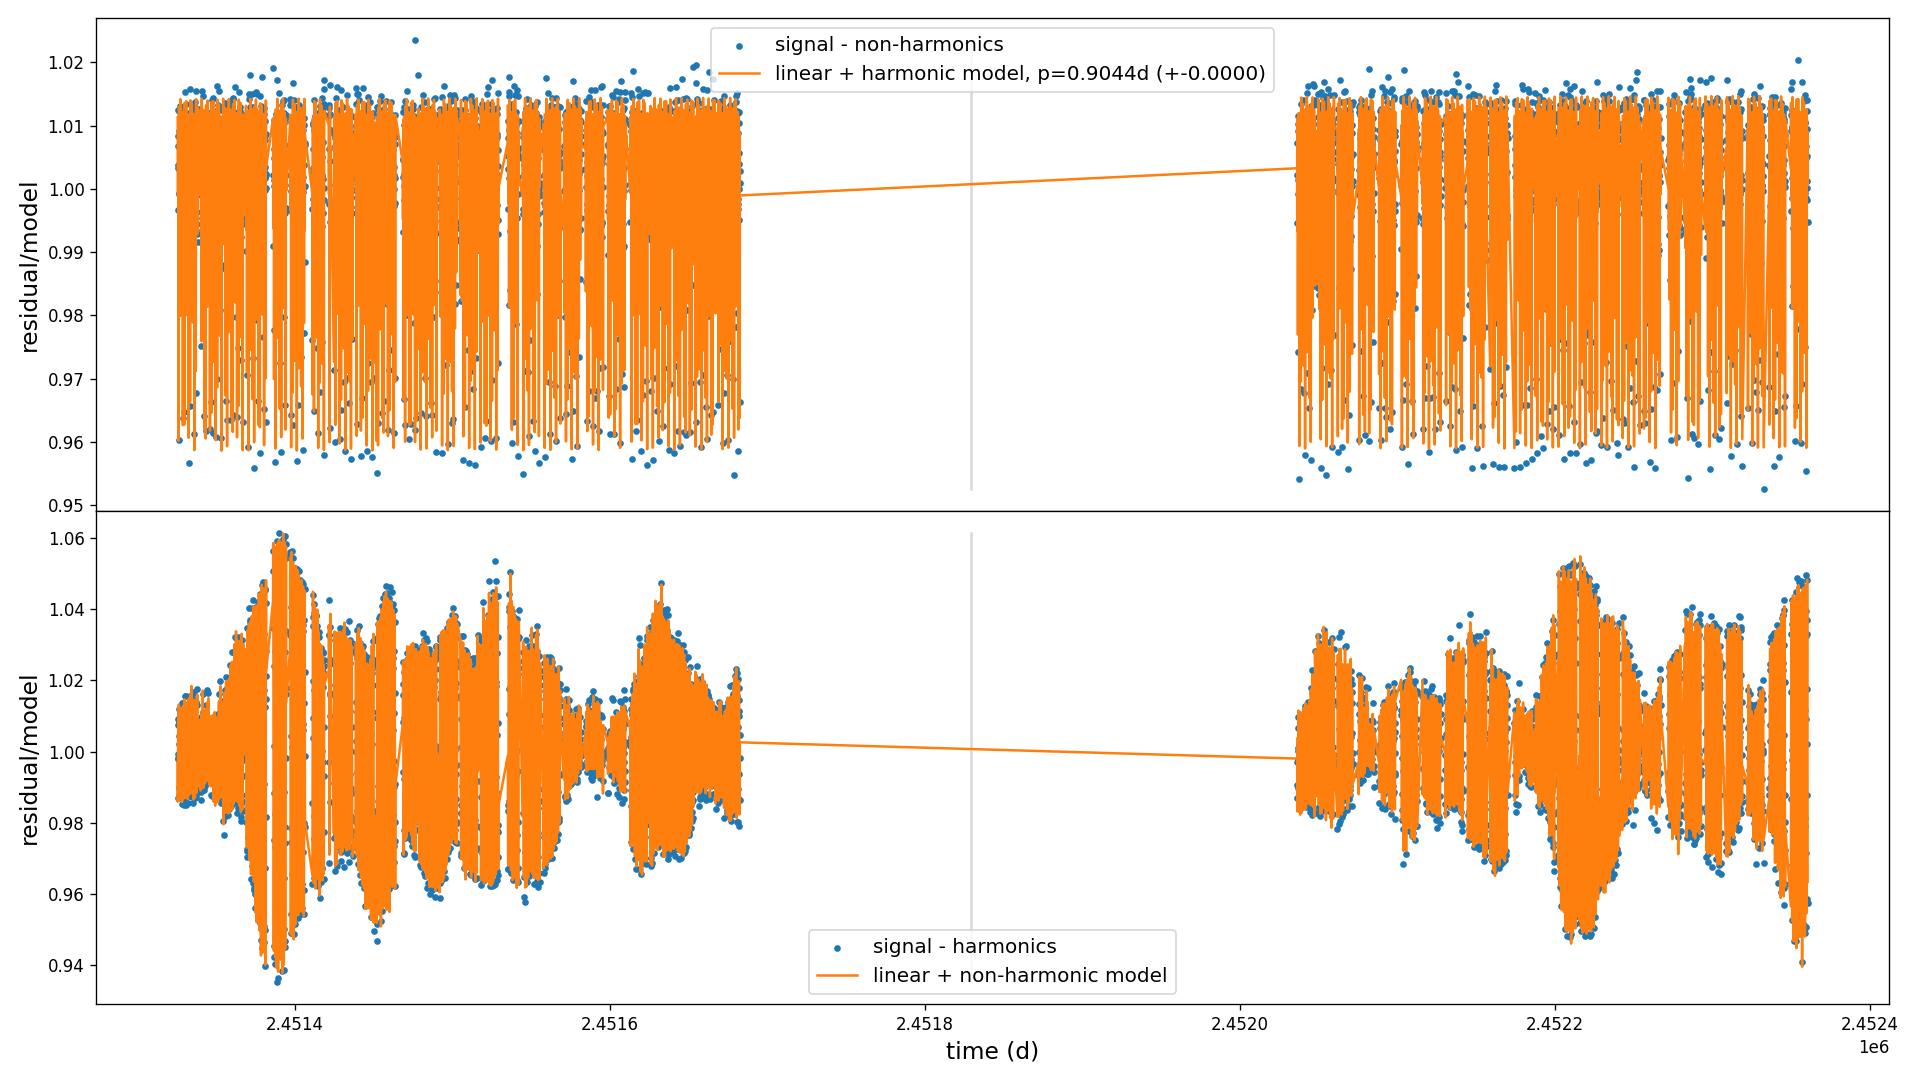 signal - non-harmonics
linear + harmonic model, p=0.9044d (+-0.0000)
1.02
1.01
1.00
0.99
0.98
0.97
0.96
0.95
residual/model
1.06
1.04
1.02
1.00
0.98
0.96
0.94
residual/model
signal - harmonics
linear + non-harmonic model
2.4514
2.4516
2.4518
2.4520
2.4522
2.4524
1e6
time (d)